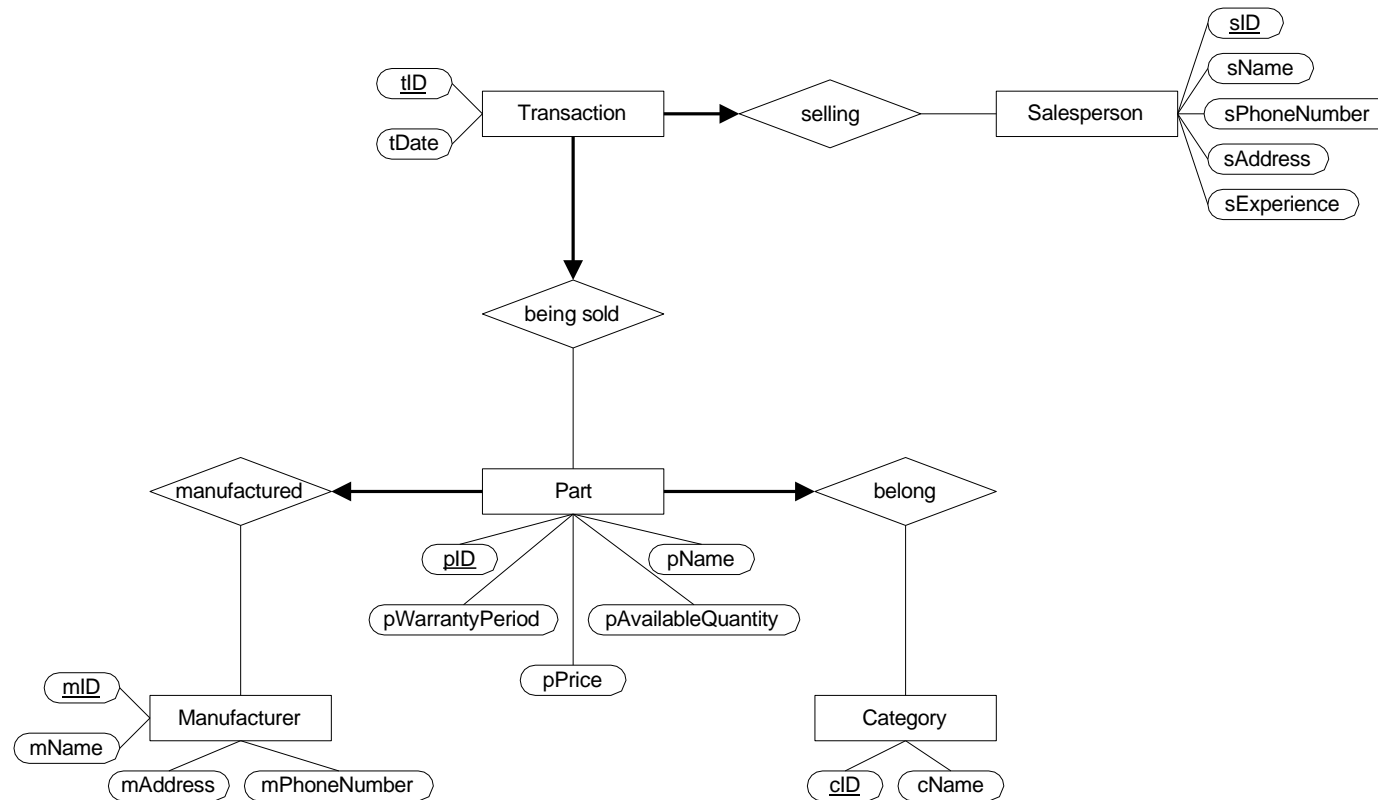 sID
sName
tID
Transaction
selling
Salesperson
sPhoneNumber
tDate
sAddress
sExperience
being sold
manufactured
Part
belong
pID
pName
pWarrantyPeriod
pAvailableQuantity
pPrice
mID
Manufacturer
Category
mName
mAddress
mPhoneNumber
cID
cName